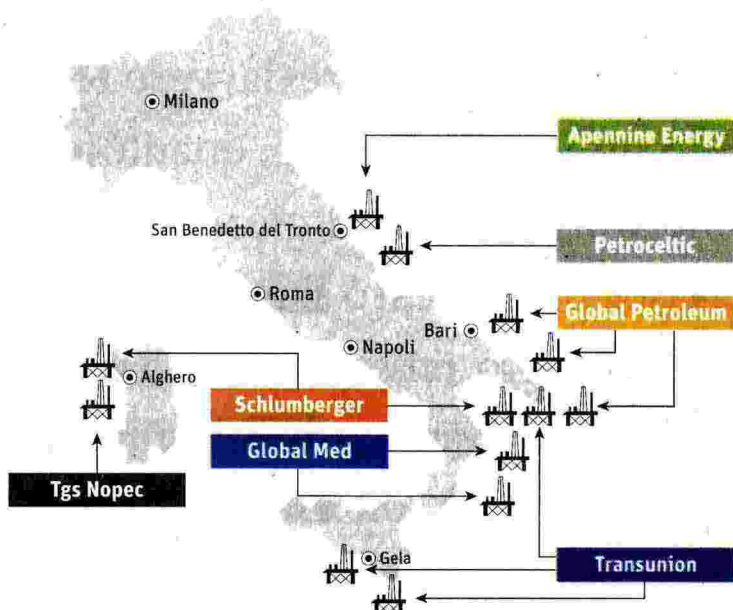 Milano
Apennine Energy
San Benedetto del Tronto
Petroceltic
Roma
Global Petroleum
Bari
Napoli
Alghero
Schlumberger
Global Med
Tgs Nopec
Gela
Transunion